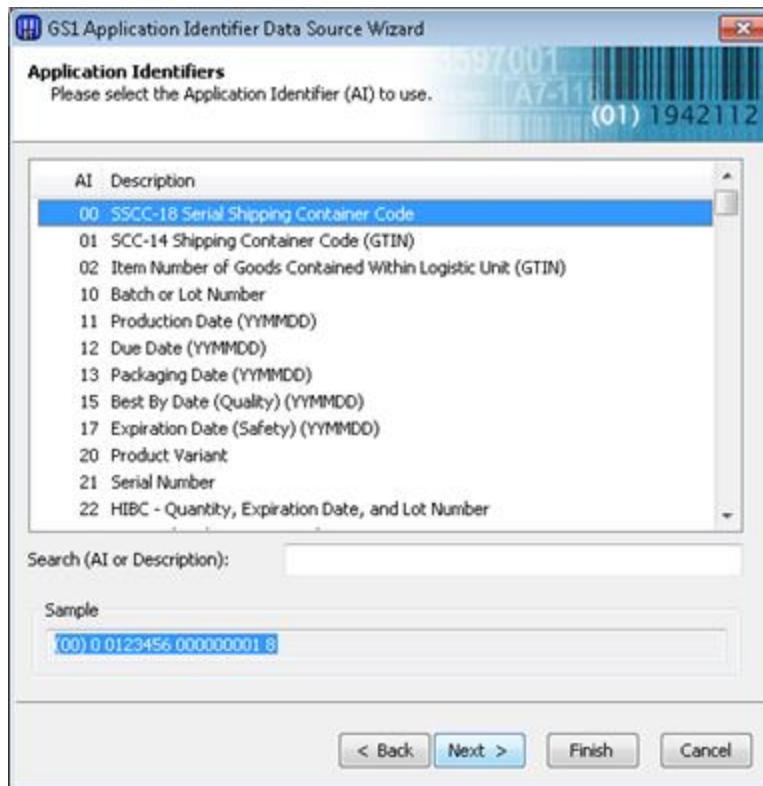 GS1 Application Identifier Data Source Wizard
Application Identifiers
Please select the Application Identifier (AI) to use.
3597001
A7-11
(01) 1942112
AI Description
00 SSCC-18 Serial Shipping Container Code
01 SCC-14 Shipping Container Code (GTIN)
02 Item Number of Goods Contained Within Logistic Unit (GTIN)
10 Batch or Lot Number
11 Production Date (YYMMDD)
12 Due Date (YYMMDD)
13 Packaging Date (YYMMDD)
15 Best By Date (Quality) (YYMMDD)
17 Expiration Date (Safety) (YYMMDD)
20 Product Variant
21 Serial Number
22 HIBC - Quantity, Expiration Date, and Lot Number
Search (AI or Description):
Sample
(00) 0 0123456 000000001 8
< Back Next > Finish Cancel